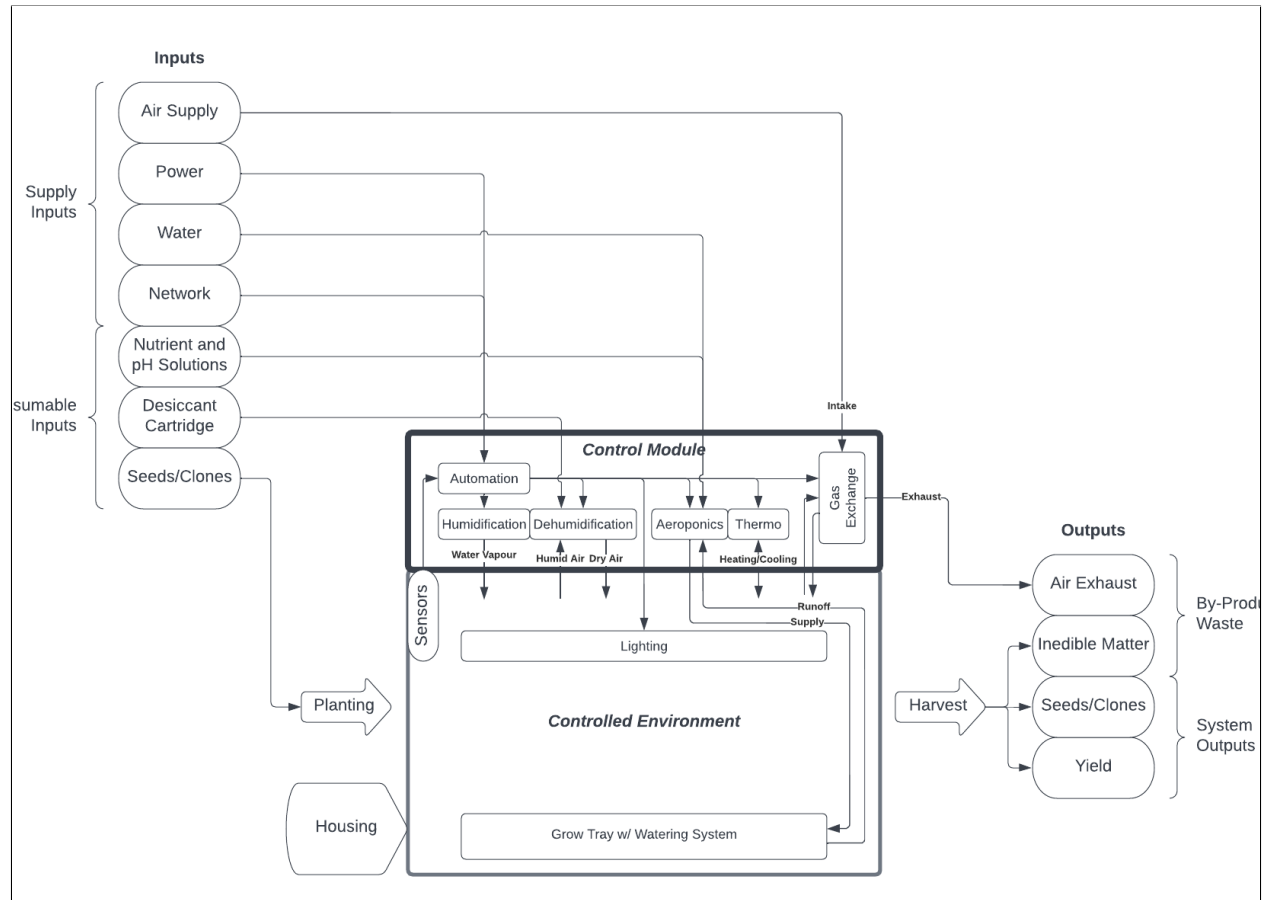 Inputs
Air Supply
Power
Supply
Inputs
Water
Network
Nutrient and
pH Solutions
sumable
Inputs
Desiccant
Cartridge
Seeds/Clones
Intake
Control Module
Automation
Gas
Exchange
Exhaust
Humidification
Dehumidification
Aeroponics
Thermo
Water Vapour
Humid Air
Dry Air
Heating/Cooling
Sensors
Runoff
Supply
Lighting
Planting
Controlled Environment
Housing
Grow Tray w/ Watering System
Harvest
Outputs
Air Exhaust
Inedible Matter
By-Produ
Waste
Seeds/Clones
System
Outputs
Yield